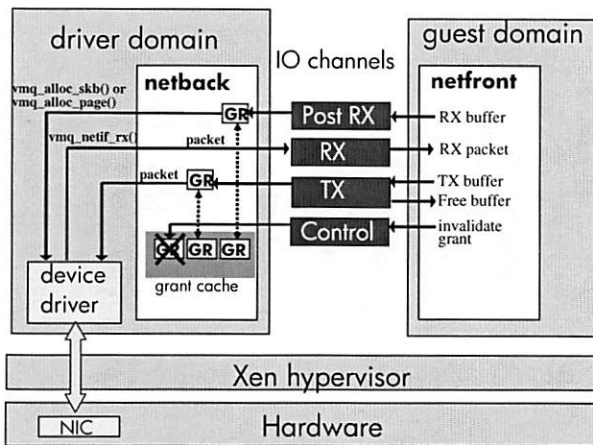 driver domain
IO channels
guest domain
vmq_alloc_skb() or
vmq_alloc_page()
netback
netfront
GR
Post RX
RX buffer
vmq_netif_rx()
packet
RX
RX packet
packet
GR
TX
TX buffer
Free buffer
Control
invalidate
grant
GR GR GR
grant cache
device
driver
Xen hypervisor
NIC
Hardware